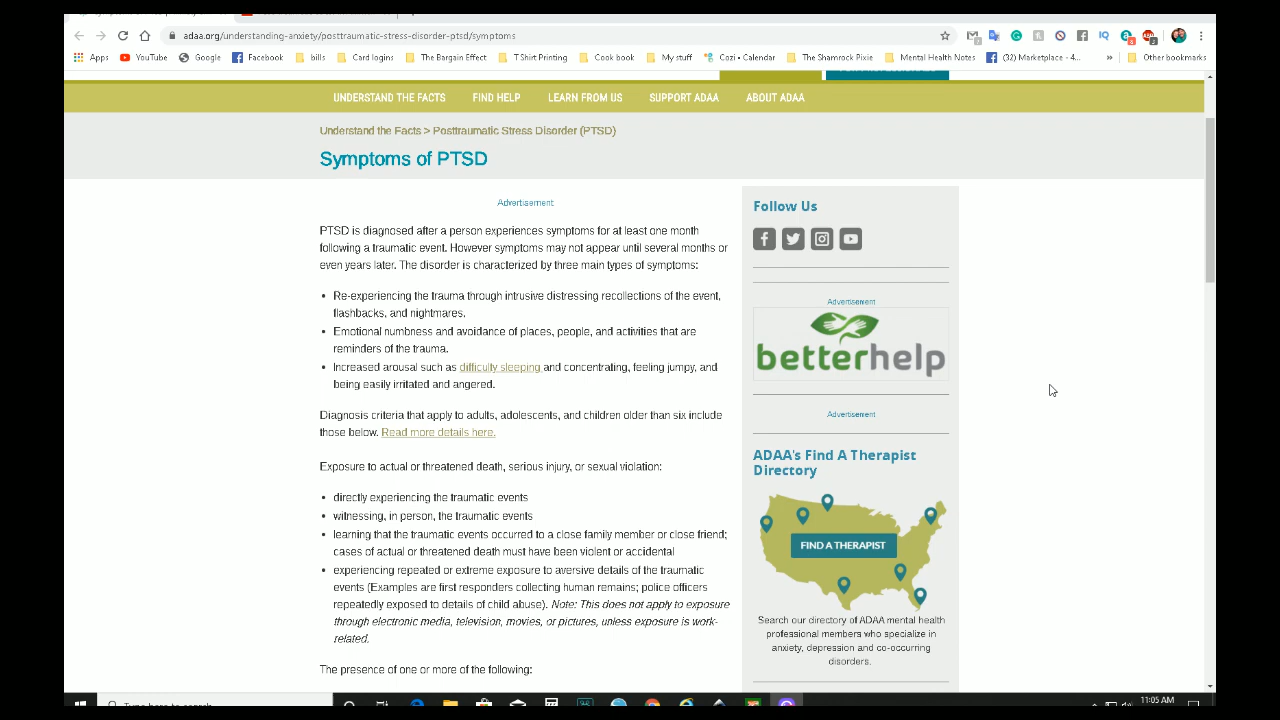 adaa.org/understanding-anxiety/posttraumatic-stress-disorder-ptsd/symptoms
Apps YouTube Google Facebook bills Card logins The Bargain Effect T Shirt Printing Cook book My stuff Cozi • Calendar The Shamrock Pixie Mental Health Notes (32) Marketplace - 4... » Other bookmarks
UNDERSTAND THE FACTS FIND HELP LEARN FROM US SUPPORT ADAA ABOUT ADAA
Understand the Facts > Posttraumatic Stress Disorder (PTSD)
Symptoms of PTSD
Advertisement
PTSD is diagnosed after a person experiences symptoms for at least one month
following a traumatic event. However symptoms may not appear until several months or
even years later. The disorder is characterized by three main types of symptoms:
• Re-experiencing the trauma through intrusive distressing recollections of the event,
flashbacks, and nightmares.
• Emotional numbness and avoidance of places, people, and activities that are
reminders of the trauma.
• Increased arousal such as difficulty sleeping and concentrating, feeling jumpy, and
being easily irritated and angered.
Diagnosis criteria that apply to adults, adolescents, and children older than six include
those below. Read more details here.
Exposure to actual or threatened death, serious injury, or sexual violation:
• directly experiencing the traumatic events
• witnessing, in person, the traumatic events
• learning that the traumatic events occurred to a close family member or close friend;
cases of actual or threatened death must have been violent or accidental
• experiencing repeated or extreme exposure to aversive details of the traumatic
events (Examples are first responders collecting human remains; police officers
repeatedly exposed to details of child abuse). Note: This does not apply to exposure
through electronic media, television, movies, or pictures, unless exposure is work-
related.
The presence of one or more of the following:
Follow Us
Advertisement
betterhelp
Advertisement
ADAA's Find A Therapist
Directory
FIND A THERAPIST
Search our directory of ADAA mental health
professional members who specialize in
anxiety, depression and co-occurring
disorders.
Type here to search
11:05 AM